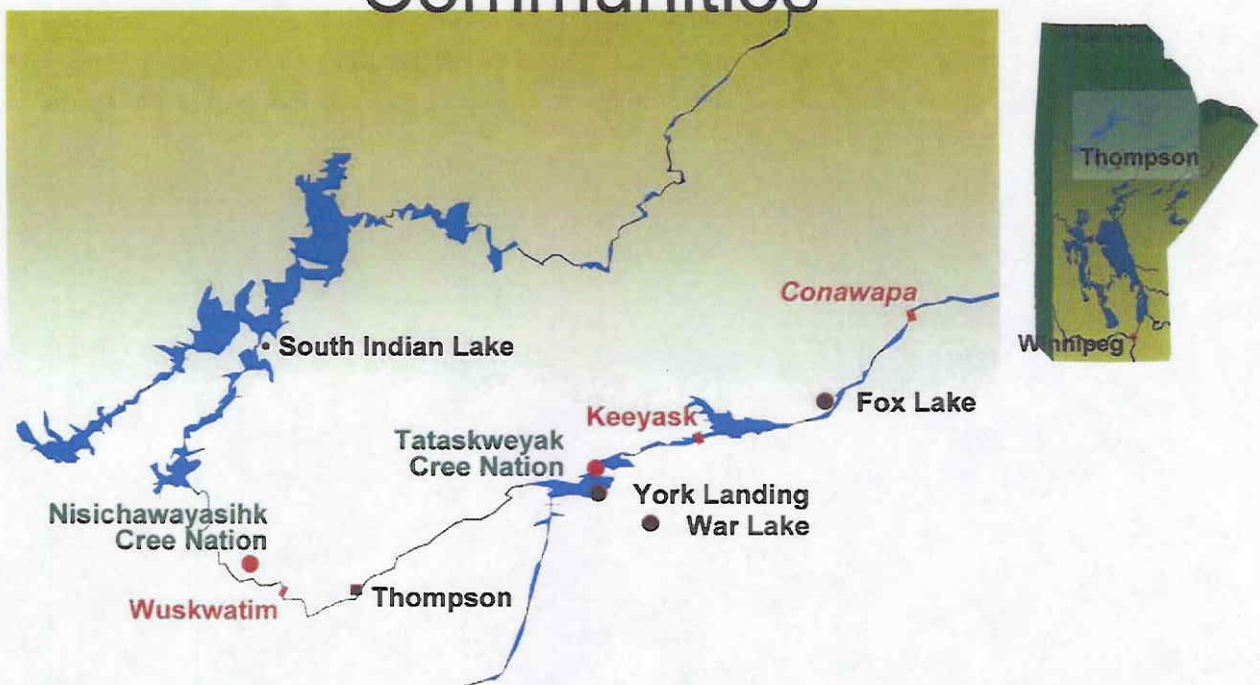 Communities
Thompson
Winnipeg
Conawapa
South Indian Lake
Fox Lake
Keeyask
Tataskweyak
Cree Nation
York Landing
War Lake
Nisichawayasihk
Cree Nation
Wuskwatim
Thompson